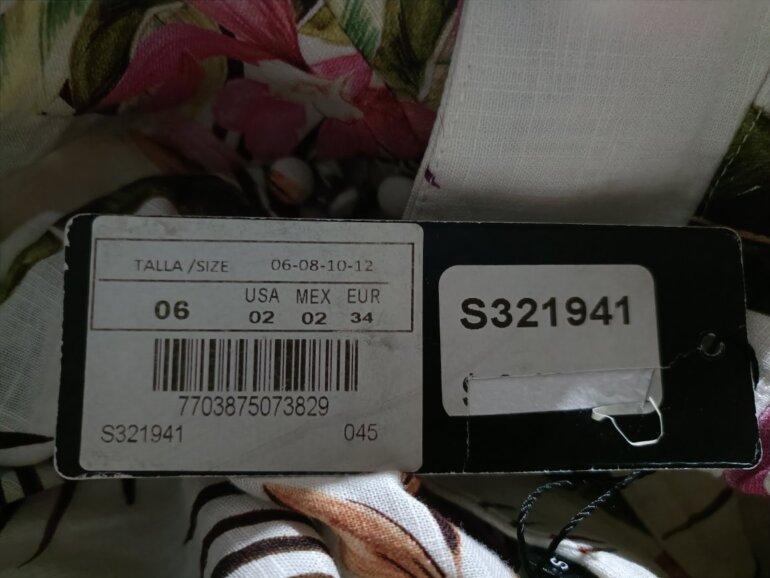 TALLA /SIZE 06-08-10-12
06 USA MEX EUR
02 02 34
7703875073829
S321941 045
S321941
S